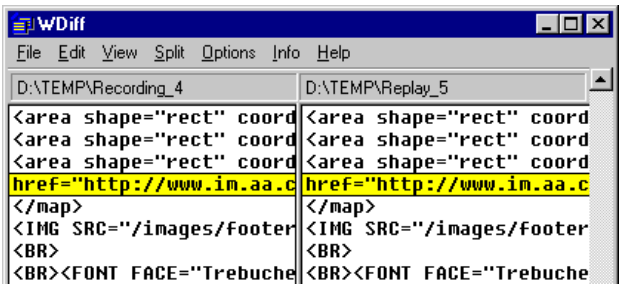 WDiff
File Edit View Split Options Info Help
D:\TEMP\Recording_4 D:\TEMP\Replay_5
<area shape="rect" coord <area shape="rect" coord
<area shape="rect" coord <area shape="rect" coord
<area shape="rect" coord <area shape="rect" coord
href="http://www.im.aa.c href="http://www.im.aa.c
</map> </map>
<IMG SRC="/images/footer <IMG SRC="/images/footer
<BR> <BR>
<BR><FONT FACE="Trebuche <BR><FONT FACE="Trebuche